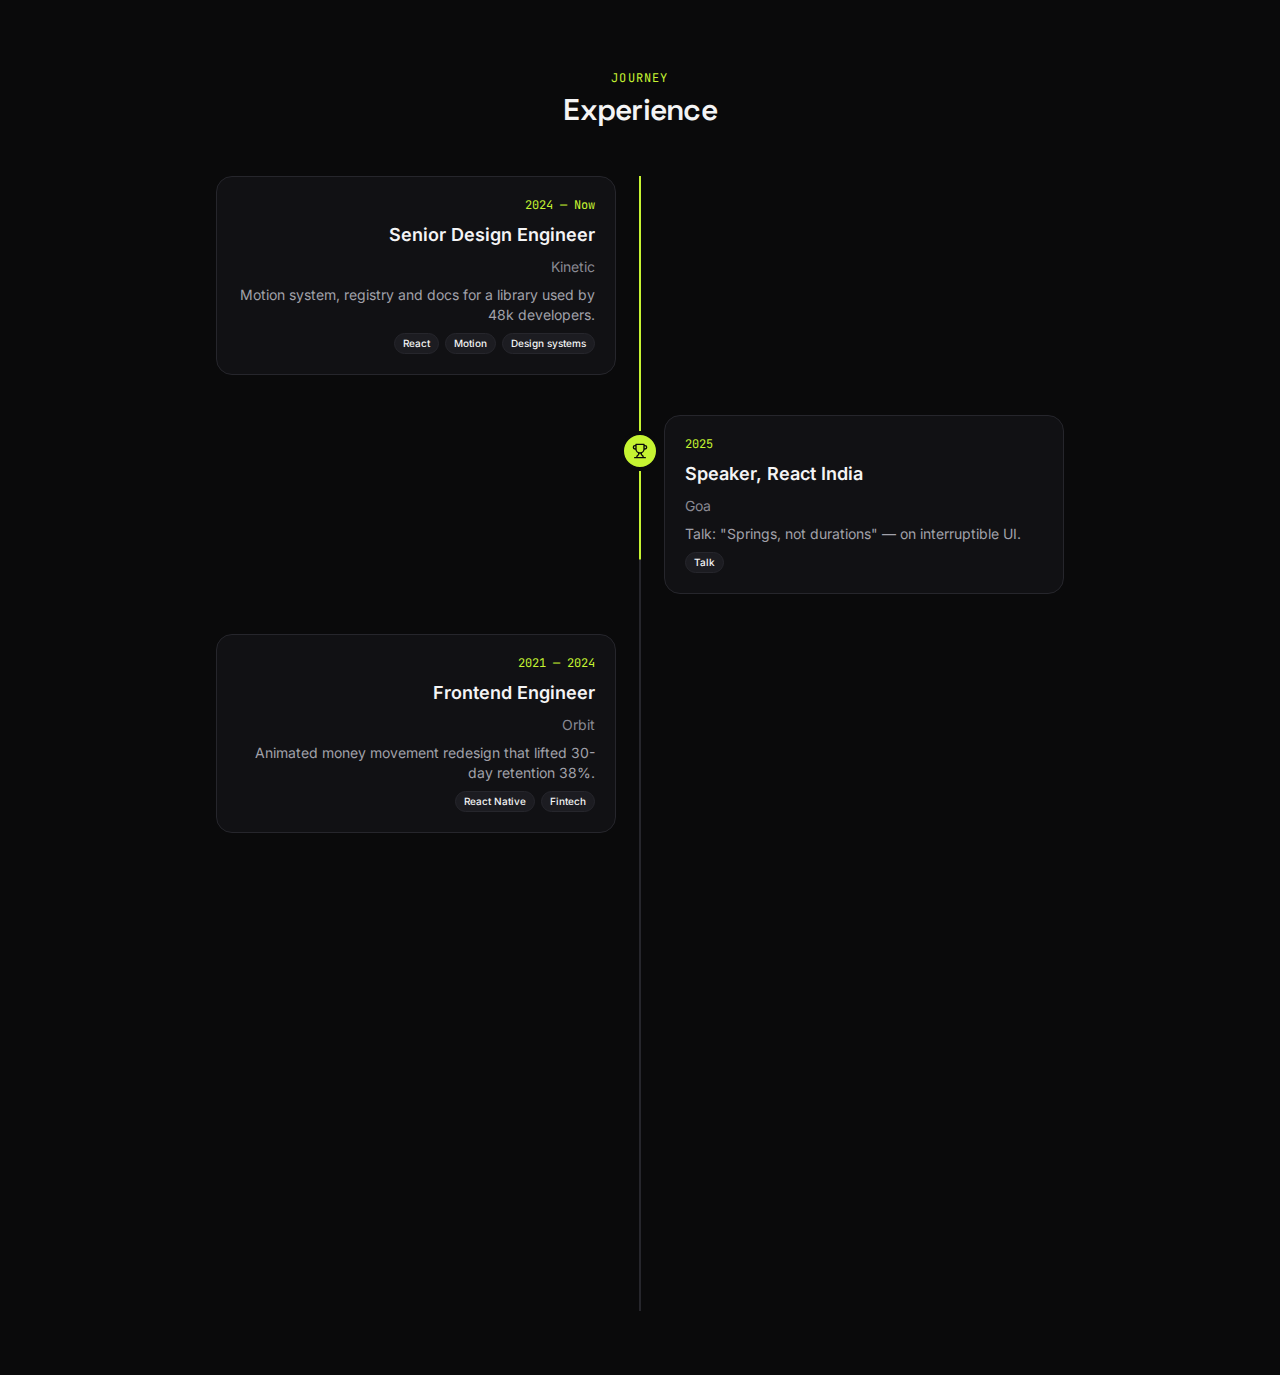 JOURNEY
Experience
2024 — Now
Senior Design Engineer
Kinetic
Motion system, registry and docs for a library used by
48k developers.
React Motion Design systems
2025
Speaker, React India
Goa
Talk: "Springs, not durations" — on interruptible UI.
Talk
2021 — 2024
Frontend Engineer
Orbit
Animated money movement redesign that lifted 30-
day retention 38%.
React Native Fintech